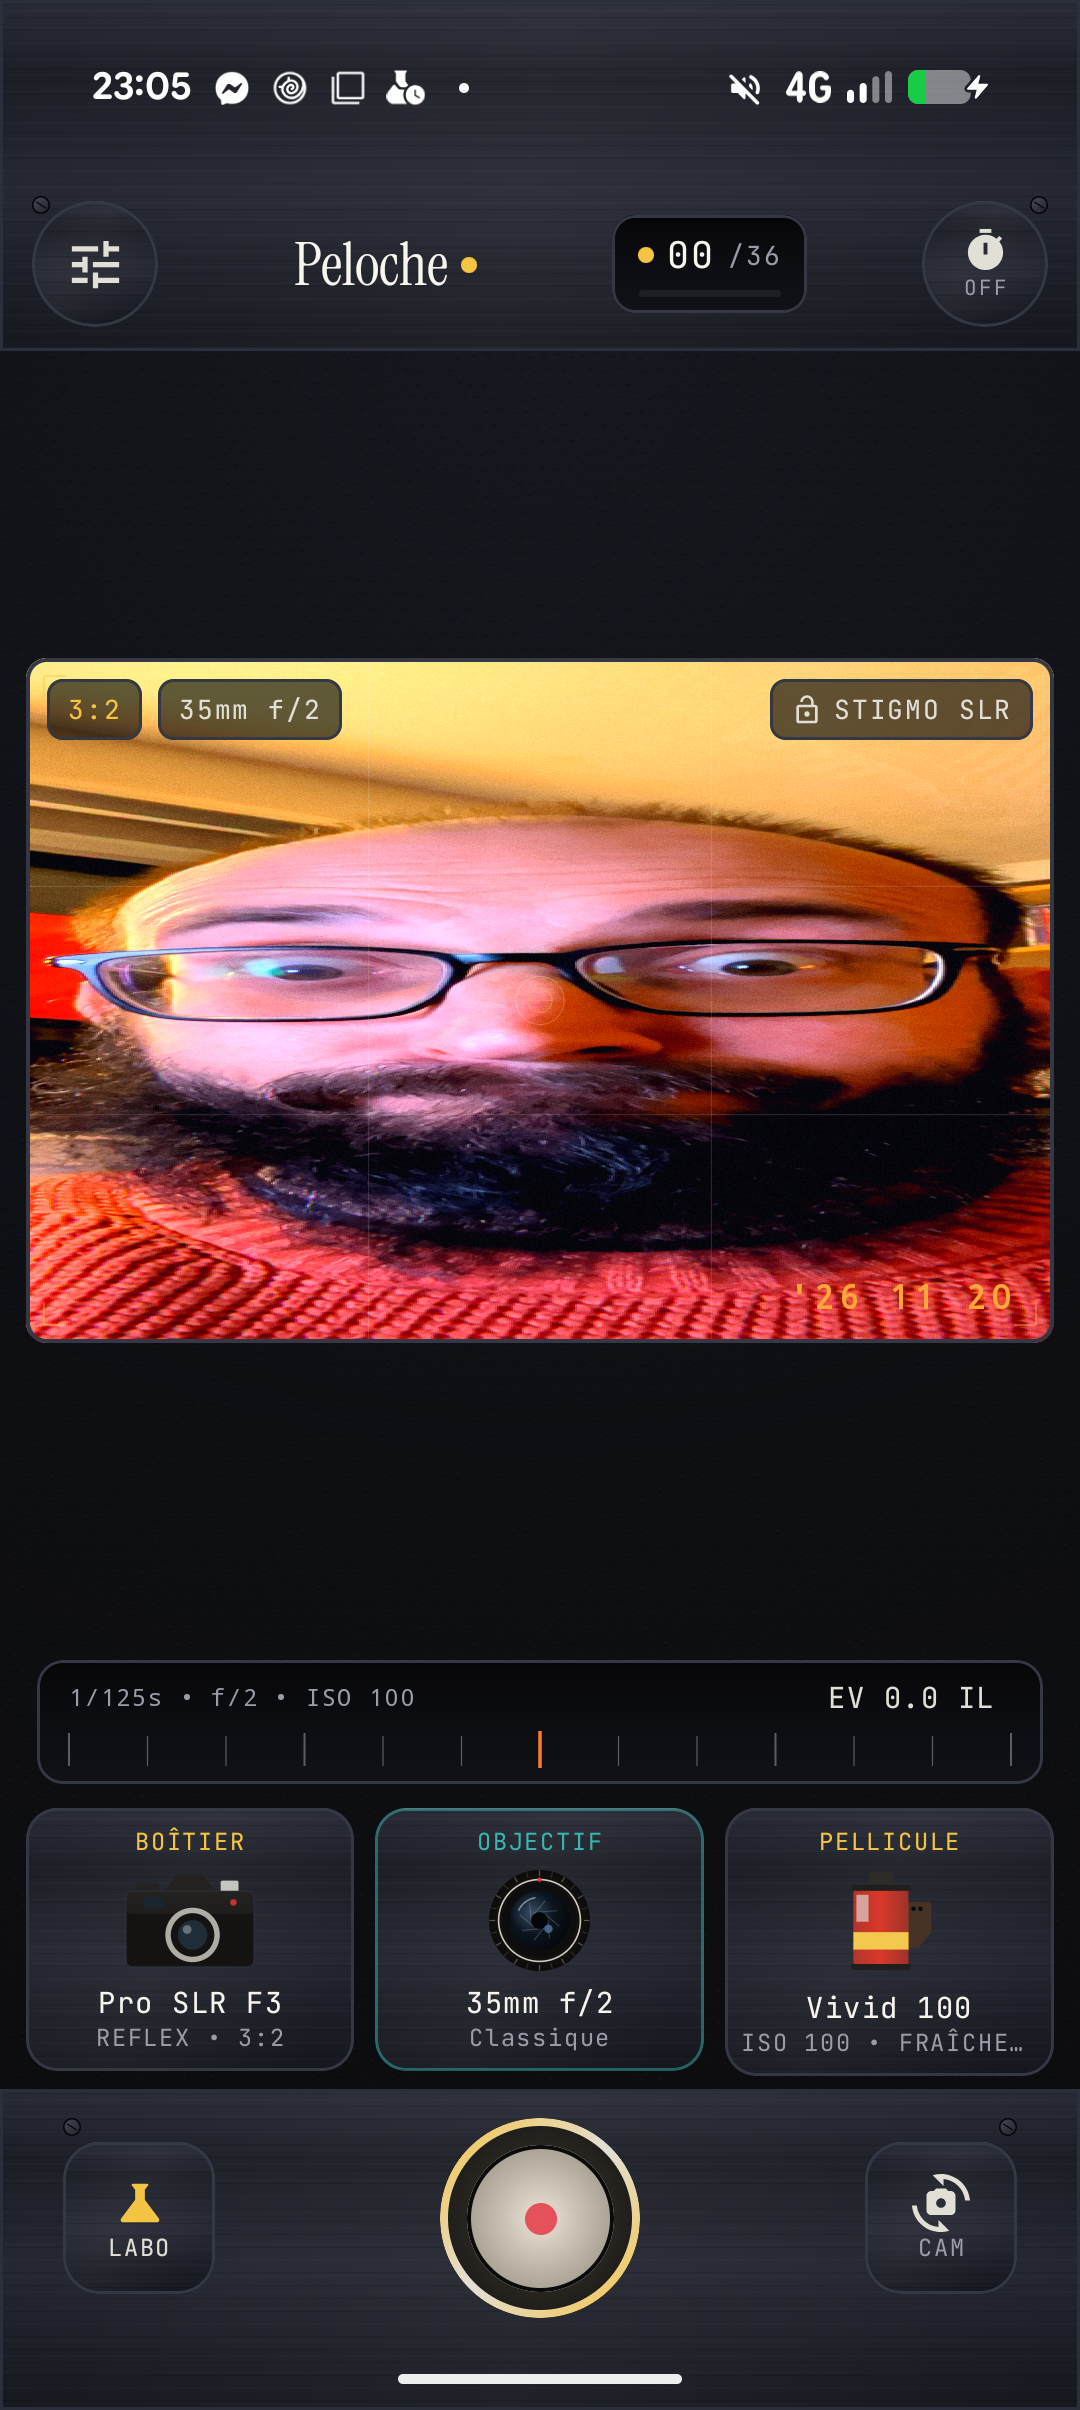 23:05 4G
Peloche 00 /36 OFF
3:2 35mm f/2 STIGMO SLR
'26 11 20
1/125s • f/2 • ISO 100 EV 0.0 IL
BOÎTIER OBJECTIF PELLICULE
Pro SLR F3 35mm f/2 Vivid 100
REFLEX • 3:2 Classique ISO 100 • FRAÎCHE…
LABO CAM